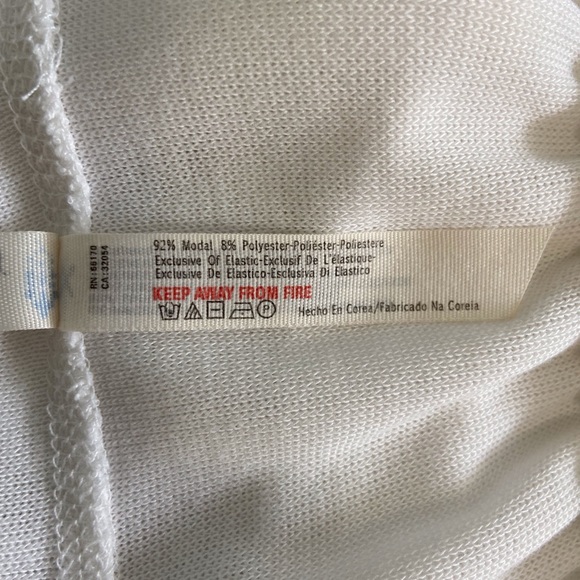 RN:66170
CA:32054
92% Modal 8% Polyester-Poliéster-Poliestere
Exclusive Of Elastic-Exclusif De L'élastique-
Exclusive De Elastico-Esclusiva Di Elastico
KEEP AWAY FROM FIRE
Hecho En Corea/Fabricado Na Coreia